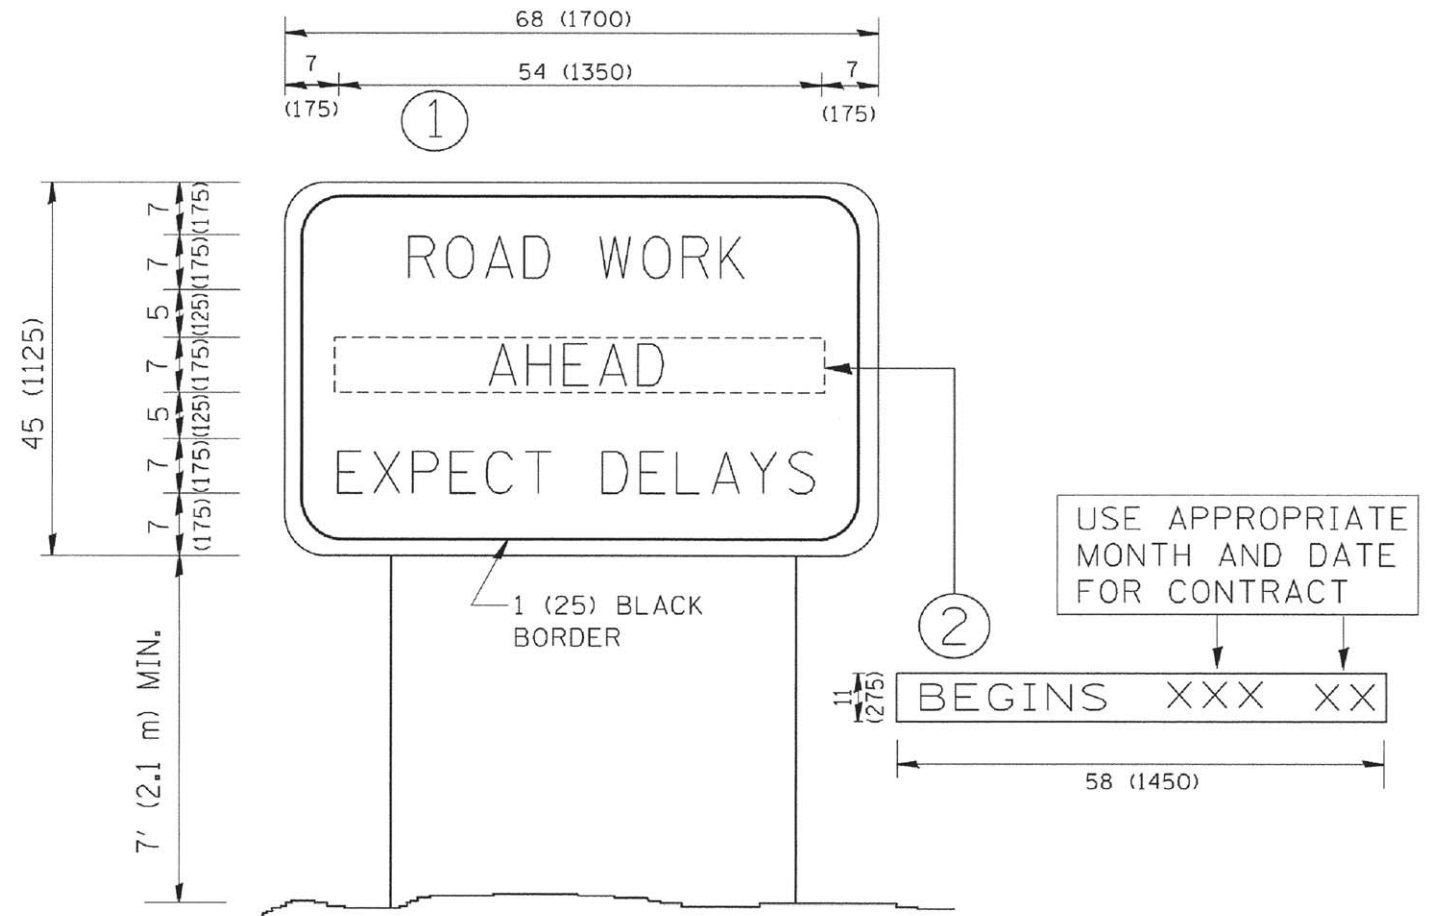 68 (1700)
7 54 (1350) 7
(175) (175)
1
45 (1125)
7 (175)
7 (175)
5 (125)
7 (175)
5 (125)
7 (175)
7 (175)
ROAD WORK
AHEAD
EXPECT DELAYS
1 (25) BLACK
BORDER
7' (2.1 m) MIN.
2
USE APPROPRIATE
MONTH AND DATE
FOR CONTRACT
11
(275)
BEGINS XXX XX
58 (1450)